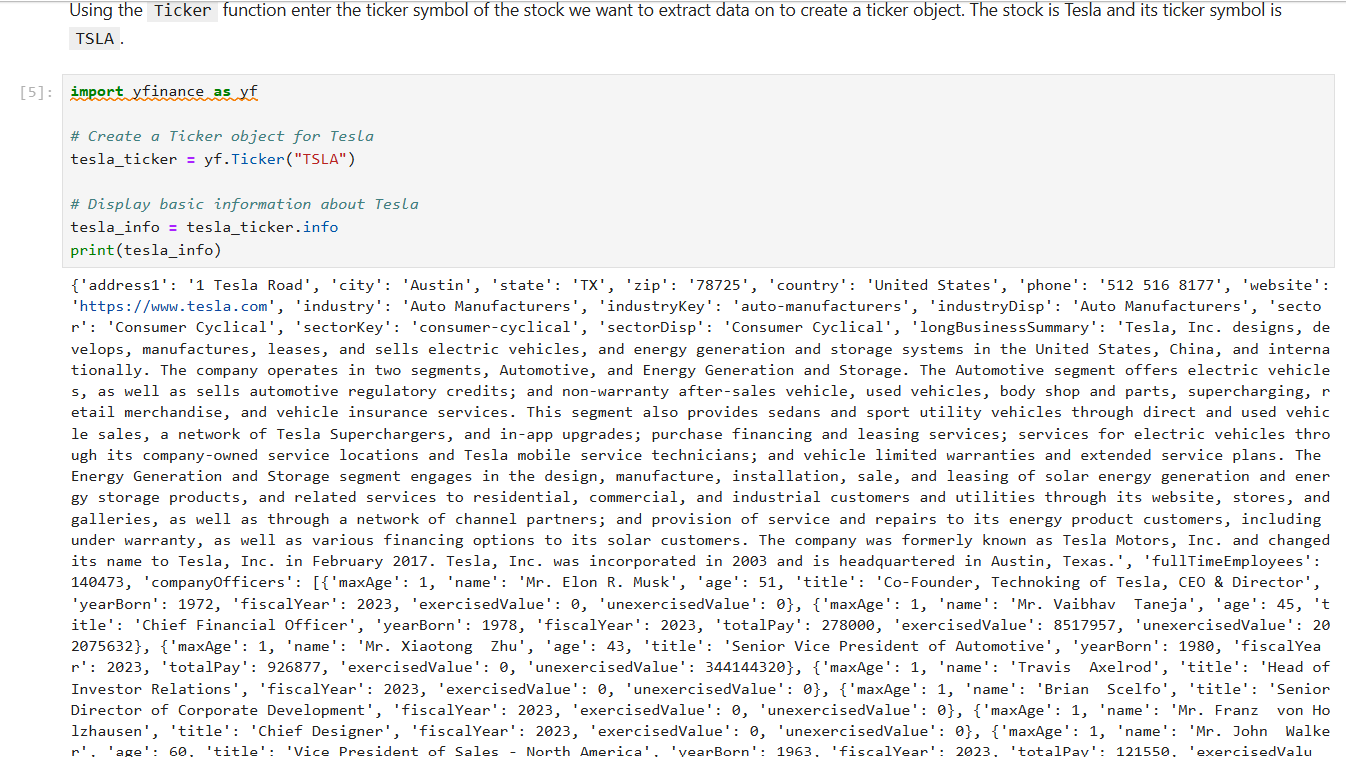 Using the Ticker function enter the ticker symbol of the stock we want to extract data on to create a ticker object. The stock is Tesla and its ticker symbol is
TSLA .
[5]: import yfinance as yf
# Create a Ticker object for Tesla
tesla_ticker = yf.Ticker("TSLA")
# Display basic information about Tesla
tesla_info = tesla_ticker.info
print(tesla_info)
{'address1': '1 Tesla Road', 'city': 'Austin', 'state': 'TX', 'zip': '78725', 'country': 'United States', 'phone': '512 516 8177', 'website':
'https://www.tesla.com', 'industry': 'Auto Manufacturers', 'industryKey': 'auto-manufacturers', 'industryDisp': 'Auto Manufacturers', 'secto
r': 'Consumer Cyclical', 'sectorKey': 'consumer-cyclical', 'sectorDisp': 'Consumer Cyclical', 'longBusinessSummary': 'Tesla, Inc. designs, de
velops, manufactures, leases, and sells electric vehicles, and energy generation and storage systems in the United States, China, and interna
tionally. The company operates in two segments, Automotive, and Energy Generation and Storage. The Automotive segment offers electric vehicle
s, as well as sells automotive regulatory credits; and non-warranty after-sales vehicle, used vehicles, body shop and parts, supercharging, r
etail merchandise, and vehicle insurance services. This segment also provides sedans and sport utility vehicles through direct and used vehic
le sales, a network of Tesla Superchargers, and in-app upgrades; purchase financing and leasing services; services for electric vehicles thro
ugh its company-owned service locations and Tesla mobile service technicians; and vehicle limited warranties and extended service plans. The
Energy Generation and Storage segment engages in the design, manufacture, installation, sale, and leasing of solar energy generation and ener
gy storage products, and related services to residential, commercial, and industrial customers and utilities through its website, stores, and
galleries, as well as through a network of channel partners; and provision of service and repairs to its energy product customers, including
under warranty, as well as various financing options to its solar customers. The company was formerly known as Tesla Motors, Inc. and changed
its name to Tesla, Inc. in February 2017. Tesla, Inc. was incorporated in 2003 and is headquartered in Austin, Texas.', 'fullTimeEmployees':
140473, 'companyOfficers': [{'maxAge': 1, 'name': 'Mr. Elon R. Musk', 'age': 51, 'title': 'Co-Founder, Technoking of Tesla, CEO & Director',
'yearBorn': 1972, 'fiscalYear': 2023, 'exercisedValue': 0, 'unexercisedValue': 0}, {'maxAge': 1, 'name': 'Mr. Vaibhav  Taneja', 'age': 45, 't
itle': 'Chief Financial Officer', 'yearBorn': 1978, 'fiscalYear': 2023, 'totalPay': 278000, 'exercisedValue': 8517957, 'unexercisedValue': 20
2075632}, {'maxAge': 1, 'name': 'Mr. Xiaotong  Zhu', 'age': 43, 'title': 'Senior Vice President of Automotive', 'yearBorn': 1980, 'fiscalYea
r': 2023, 'totalPay': 926877, 'exercisedValue': 0, 'unexercisedValue': 344144320}, {'maxAge': 1, 'name': 'Travis  Axelrod', 'title': 'Head of
Investor Relations', 'fiscalYear': 2023, 'exercisedValue': 0, 'unexercisedValue': 0}, {'maxAge': 1, 'name': 'Brian  Scelfo', 'title': 'Senior
Director of Corporate Development', 'fiscalYear': 2023, 'exercisedValue': 0, 'unexercisedValue': 0}, {'maxAge': 1, 'name': 'Mr. Franz  von Ho
lzhausen', 'title': 'Chief Designer', 'fiscalYear': 2023, 'exercisedValue': 0, 'unexercisedValue': 0}, {'maxAge': 1, 'name': 'Mr. John  Walke
r', 'age': 60, 'title': 'Vice President of Sales - North America', 'yearBorn': 1963, 'fiscalYear': 2023, 'totalPay': 121550, 'exercisedValu